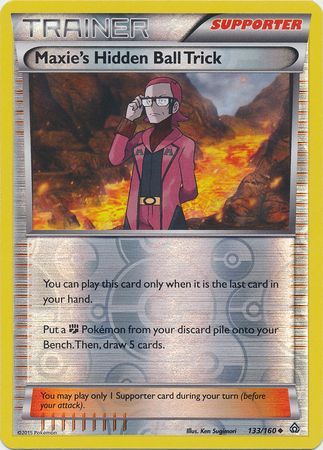 TRAINER SUPPORTER
Maxie's Hidden Ball Trick
You can play this card only when it is the last card in
your hand.
Put a Pokémon from your discard pile onto your
Bench. Then, draw 5 cards.
You may play only 1 Supporter card during your turn (before
your attack).
©2015 Pokémon Illus. Ken Sugimori 133/160